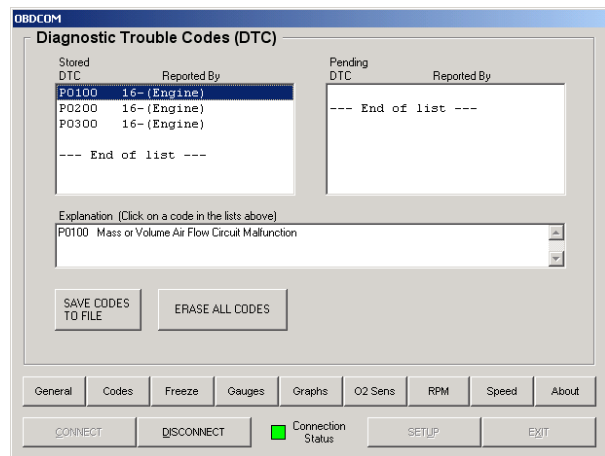 OBDCOM
Diagnostic Trouble Codes (DTC)
Stored
DTC Reported By
P0100 16-(Engine)
P0200 16-(Engine)
P0300 16-(Engine)
--- End of list ---
Pending
DTC Reported By
--- End of list ---
Explanation (Click on a code in the lists above)
P0100 Mass or Volume Air Flow Circuit Malfunction
SAVE CODES
TO FILE
ERASE ALL CODES
General Codes Freeze Gauges Graphs O2 Sens RPM Speed About
CONNECT DISCONNECT Connection
Status SETUP EXIT